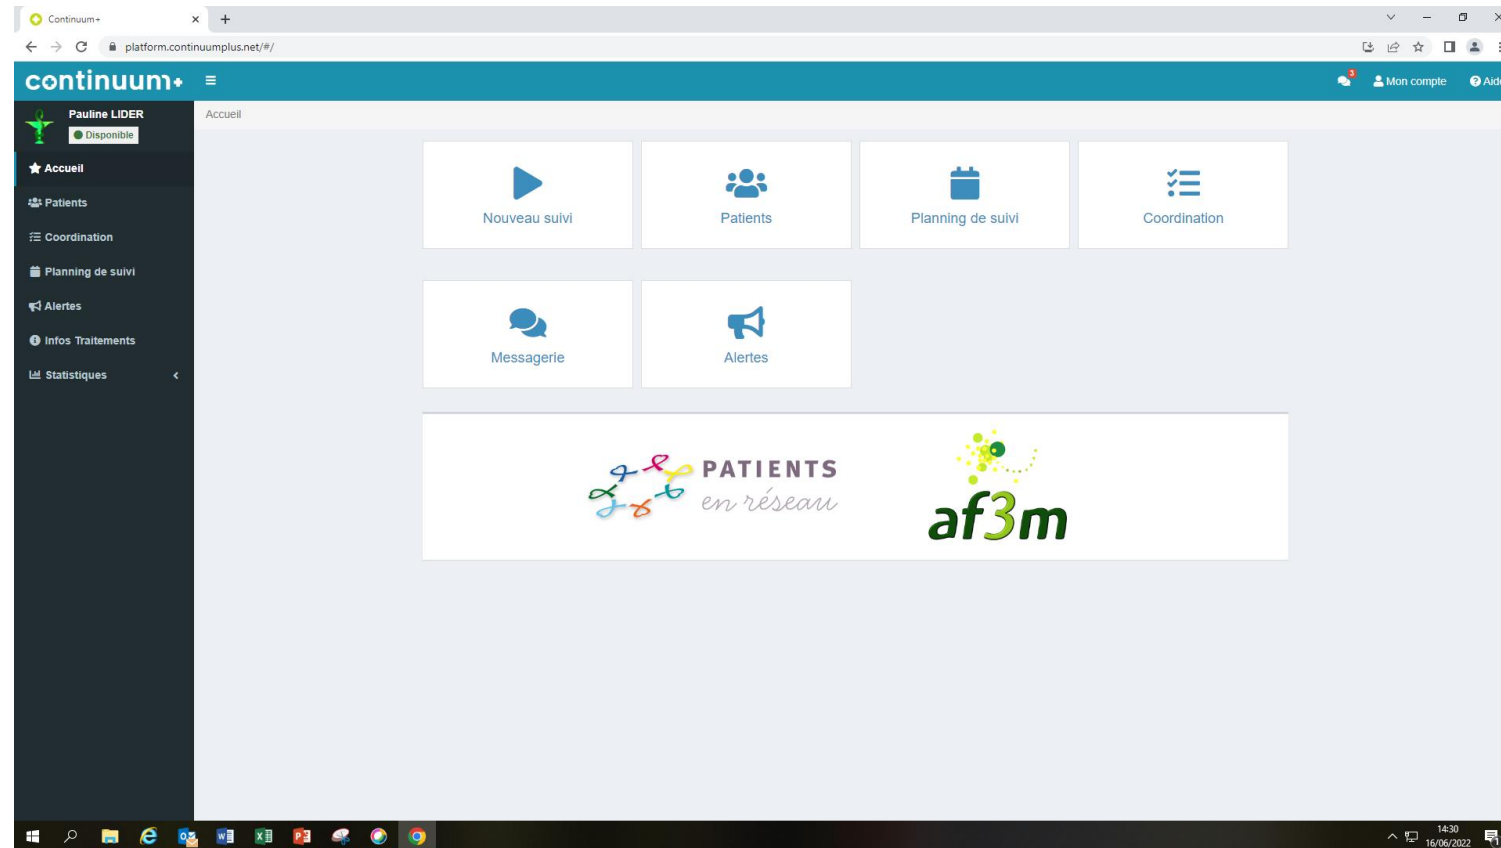 Continuum+
platform.continuumplus.net/#/
continuum+
3
Mon compte
Aide
Pauline LIDER
Disponible
Accueil
Accueil
Patients
Coordination
Planning de suivi
Alertes
Infos Traitements
Statistiques
Nouveau suivi
Patients
Planning de suivi
Coordination
Messagerie
Alertes
PATIENTS
en réseau
af3m
14:30
16/06/2022